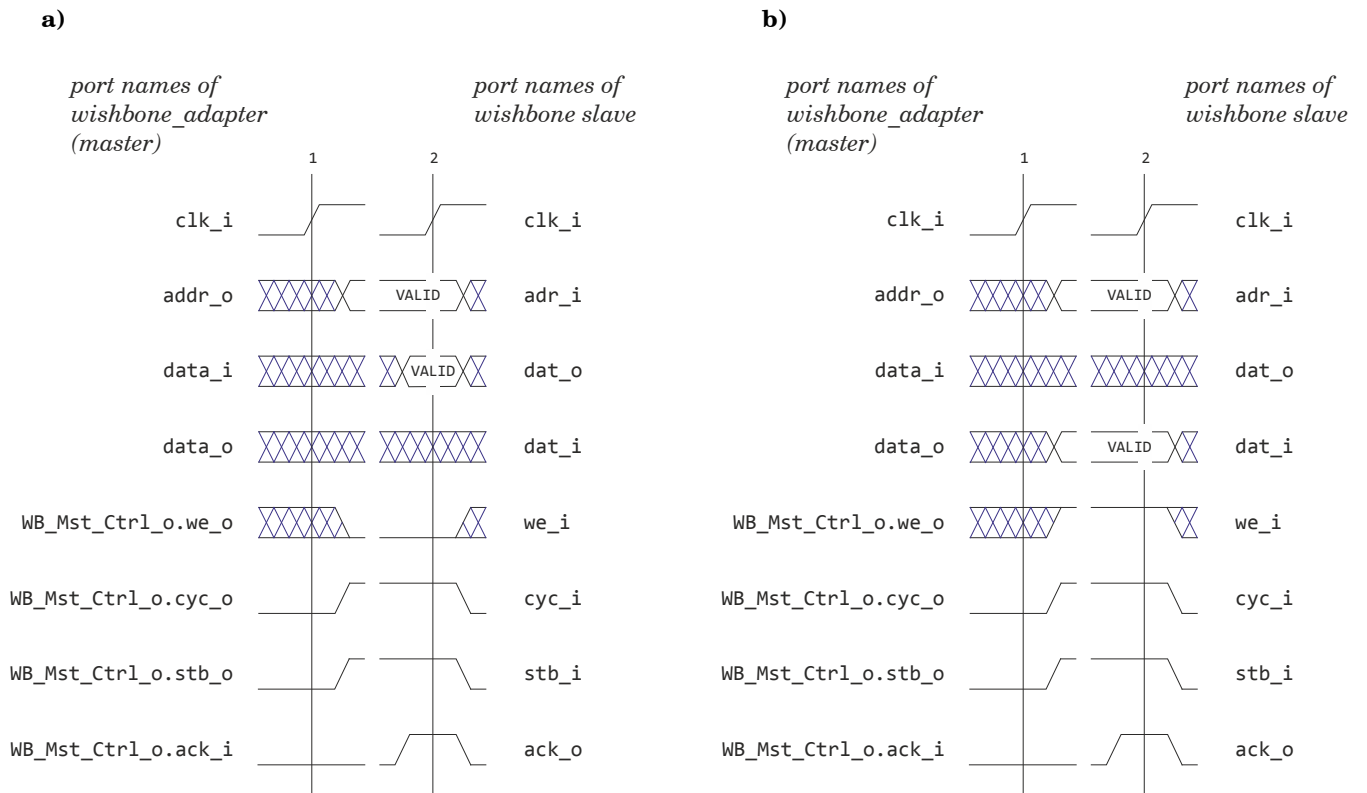 a)
port names of
wishbone_adapter
(master)
port names of
wishbone slave
1
2
clk_i
clk_i
addr_o
VALID
adr_i
data_i
VALID
dat_o
data_o
dat_i
WB_Mst_Ctrl_o.we_o
we_i
WB_Mst_Ctrl_o.cyc_o
cyc_i
WB_Mst_Ctrl_o.stb_o
stb_i
WB_Mst_Ctrl_o.ack_i
ack_o
b)
port names of
wishbone_adapter
(master)
port names of
wishbone slave
1
2
clk_i
clk_i
addr_o
VALID
adr_i
data_i
dat_o
data_o
VALID
dat_i
WB_Mst_Ctrl_o.we_o
we_i
WB_Mst_Ctrl_o.cyc_o
cyc_i
WB_Mst_Ctrl_o.stb_o
stb_i
WB_Mst_Ctrl_o.ack_i
ack_o